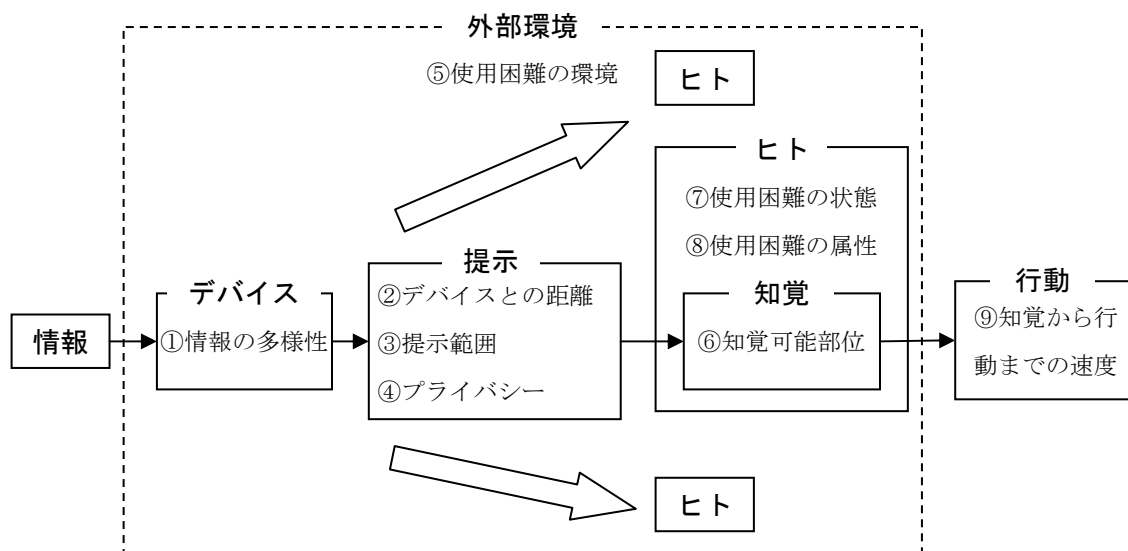 外部環境
⑤使用困難の環境
ヒト
ヒト
⑦使用困難の状態
⑧使用困難の属性
提示
②デバイスとの距離
③提示範囲
④プライバシー
デバイス
①情報の多様性
情報
知覚
⑥知覚可能部位
行動
⑨知覚から行
動までの速度
ヒト